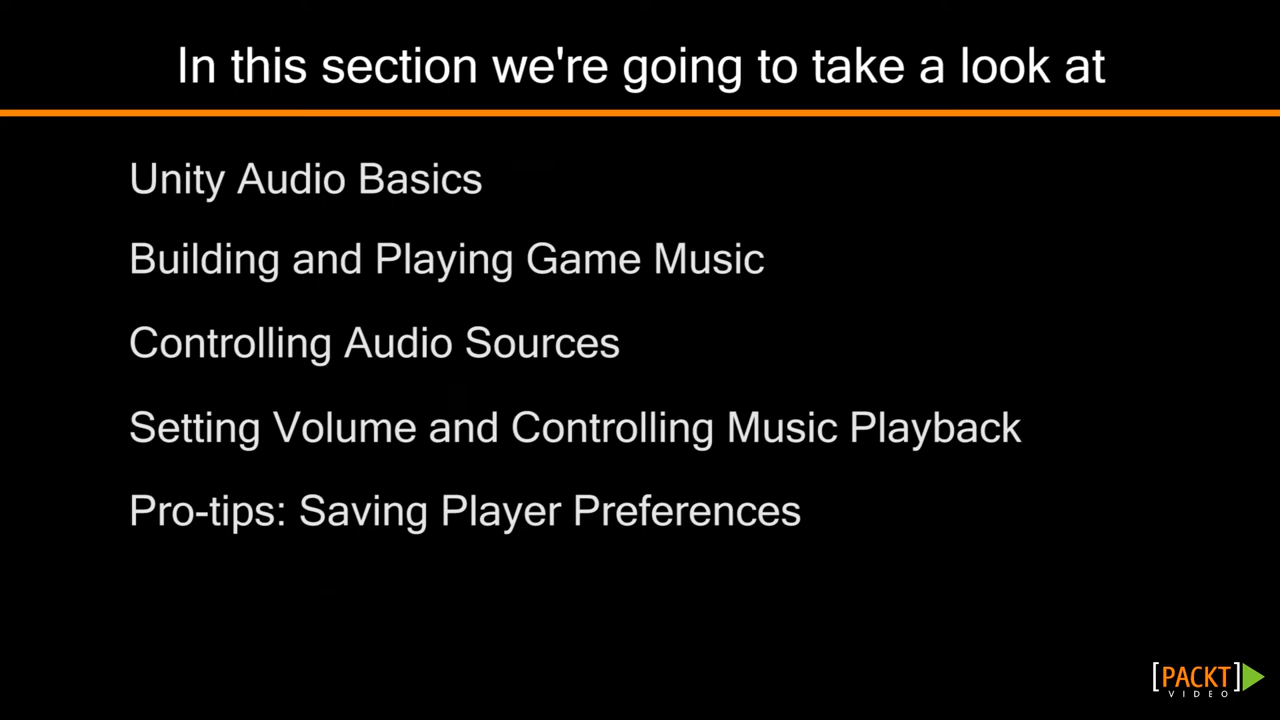 In this section we're going to take a look at
Unity Audio Basics
Building and Playing Game Music
Controlling Audio Sources
Setting Volume and Controlling Music Playback
Pro-tips: Saving Player Preferences
[PACKT]
VIDEO